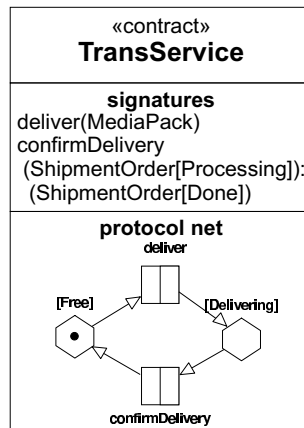 «contract»
TransService
signatures
deliver(MediaPack)
confirmDelivery
(ShipmentOrder[Processing]):
(ShipmentOrder[Done])
protocol net
deliver
[Free]
[Delivering]
confirmDelivery